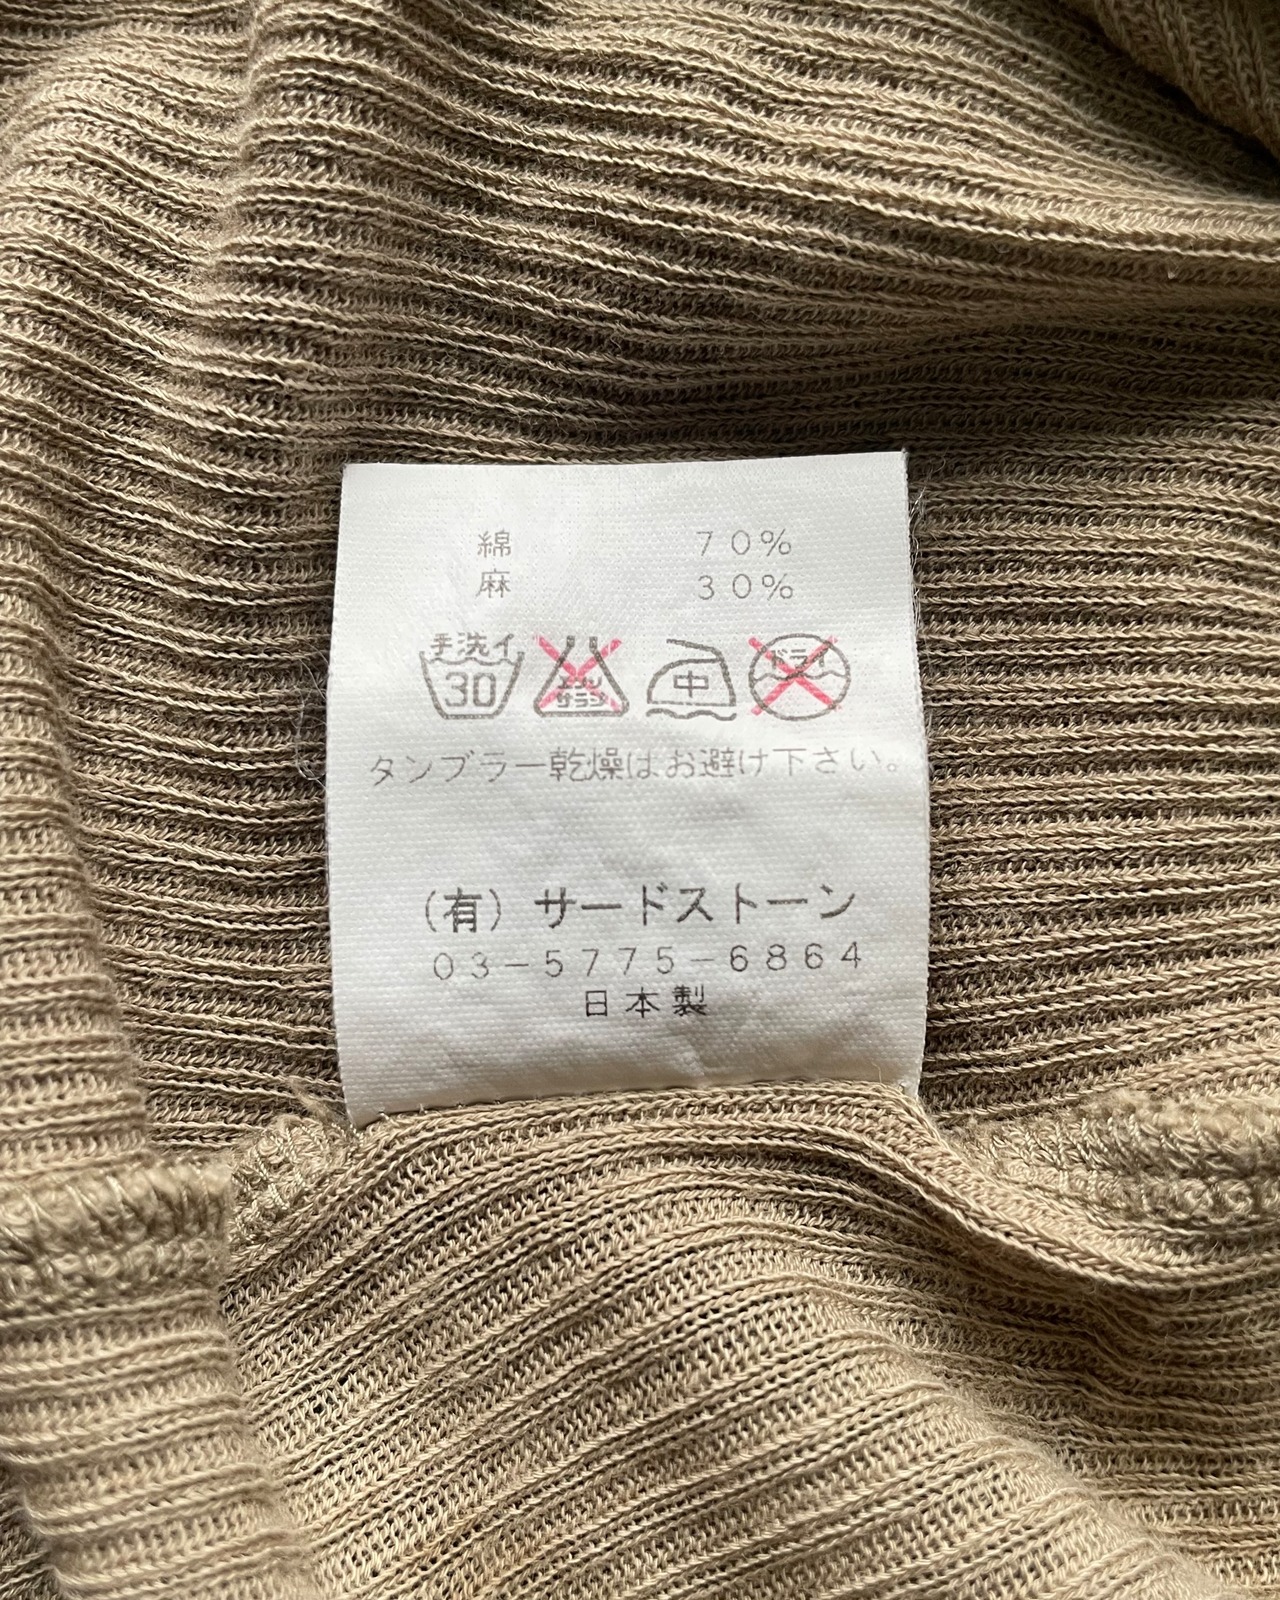 綿 70%
麻 30%
手洗イ 30 エンソサラシ 中 ドライ
タンブラー乾燥はお避け下さい。
(有)サードストーン
03-5775-6864
日本製